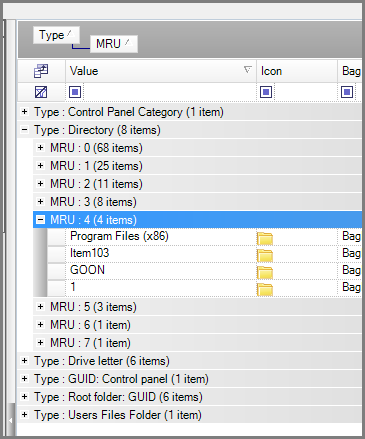 Type
MRU
Value Icon Bag
Type : Control Panel Category (1 item)
Type : Directory (8 items)
MRU : 0 (68 items)
MRU : 1 (25 items)
MRU : 2 (11 items)
MRU : 3 (8 items)
MRU : 4 (4 items)
Program Files (x86) Bag
Item103 Bag
GOON Bag
1 Bag
MRU : 5 (3 items)
MRU : 6 (1 item)
MRU : 7 (1 item)
Type : Drive letter (6 items)
Type : GUID: Control panel (1 item)
Type : Root folder: GUID (6 items)
Type : Users Files Folder (1 item)